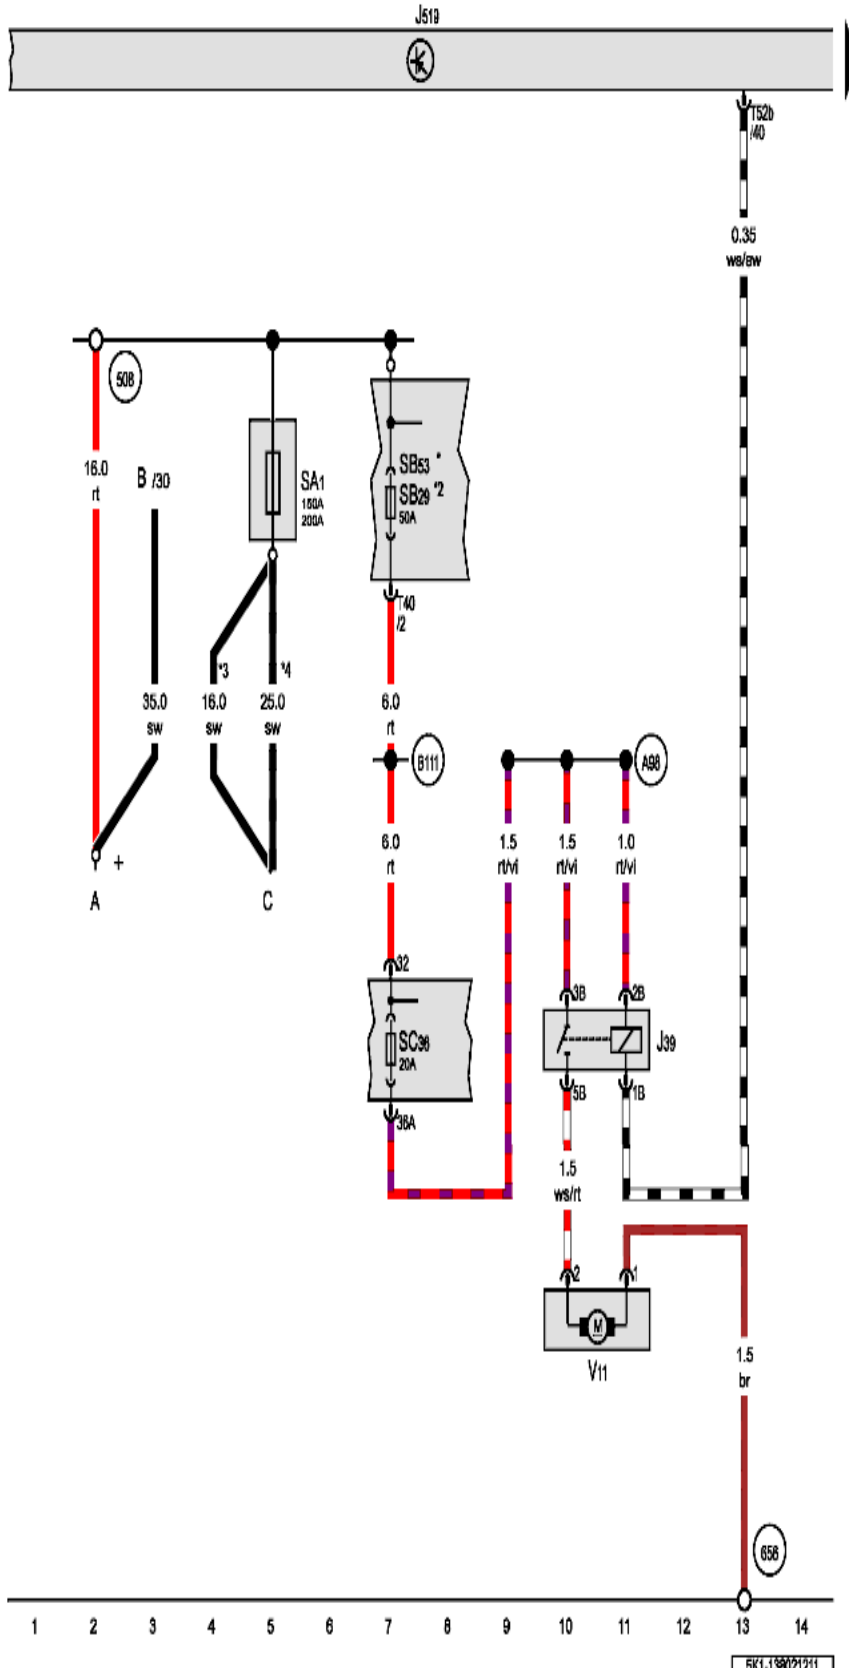 J519
T52b
/40
0.35
ws/sw
508
16.0
rt
B /30
SA1
150A
200A
SB53 *
SB29 *2
50A
T40
/2
*3
*4
35.0
sw
16.0
sw
25.0
sw
6.0
rt
B111
A98
+
A
C
6.0
rt
1.5
rt/vi
1.5
rt/vi
1.0
rt/vi
32
3B
2B
SC36
20A
J39
36A
5B
1B
1.5
ws/rt
2
1
M
V11
1.5
br
656
1 2 3 4 5 6 7 8 9 10 11 12 13 14
5K1-139021211